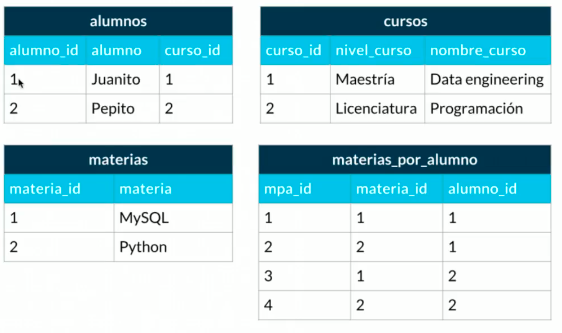 alumnos
alumno_id alumno curso_id
1 Juanito 1
2 Pepito 2
cursos
curso_id nivel_curso nombre_curso
1 Maestría Data engineering
2 Licenciatura Programación
materias
materia_id materia
1 MySQL
2 Python
materias_por_alumno
mpa_id materia_id alumno_id
1 1 1
2 2 1
3 1 2
4 2 2